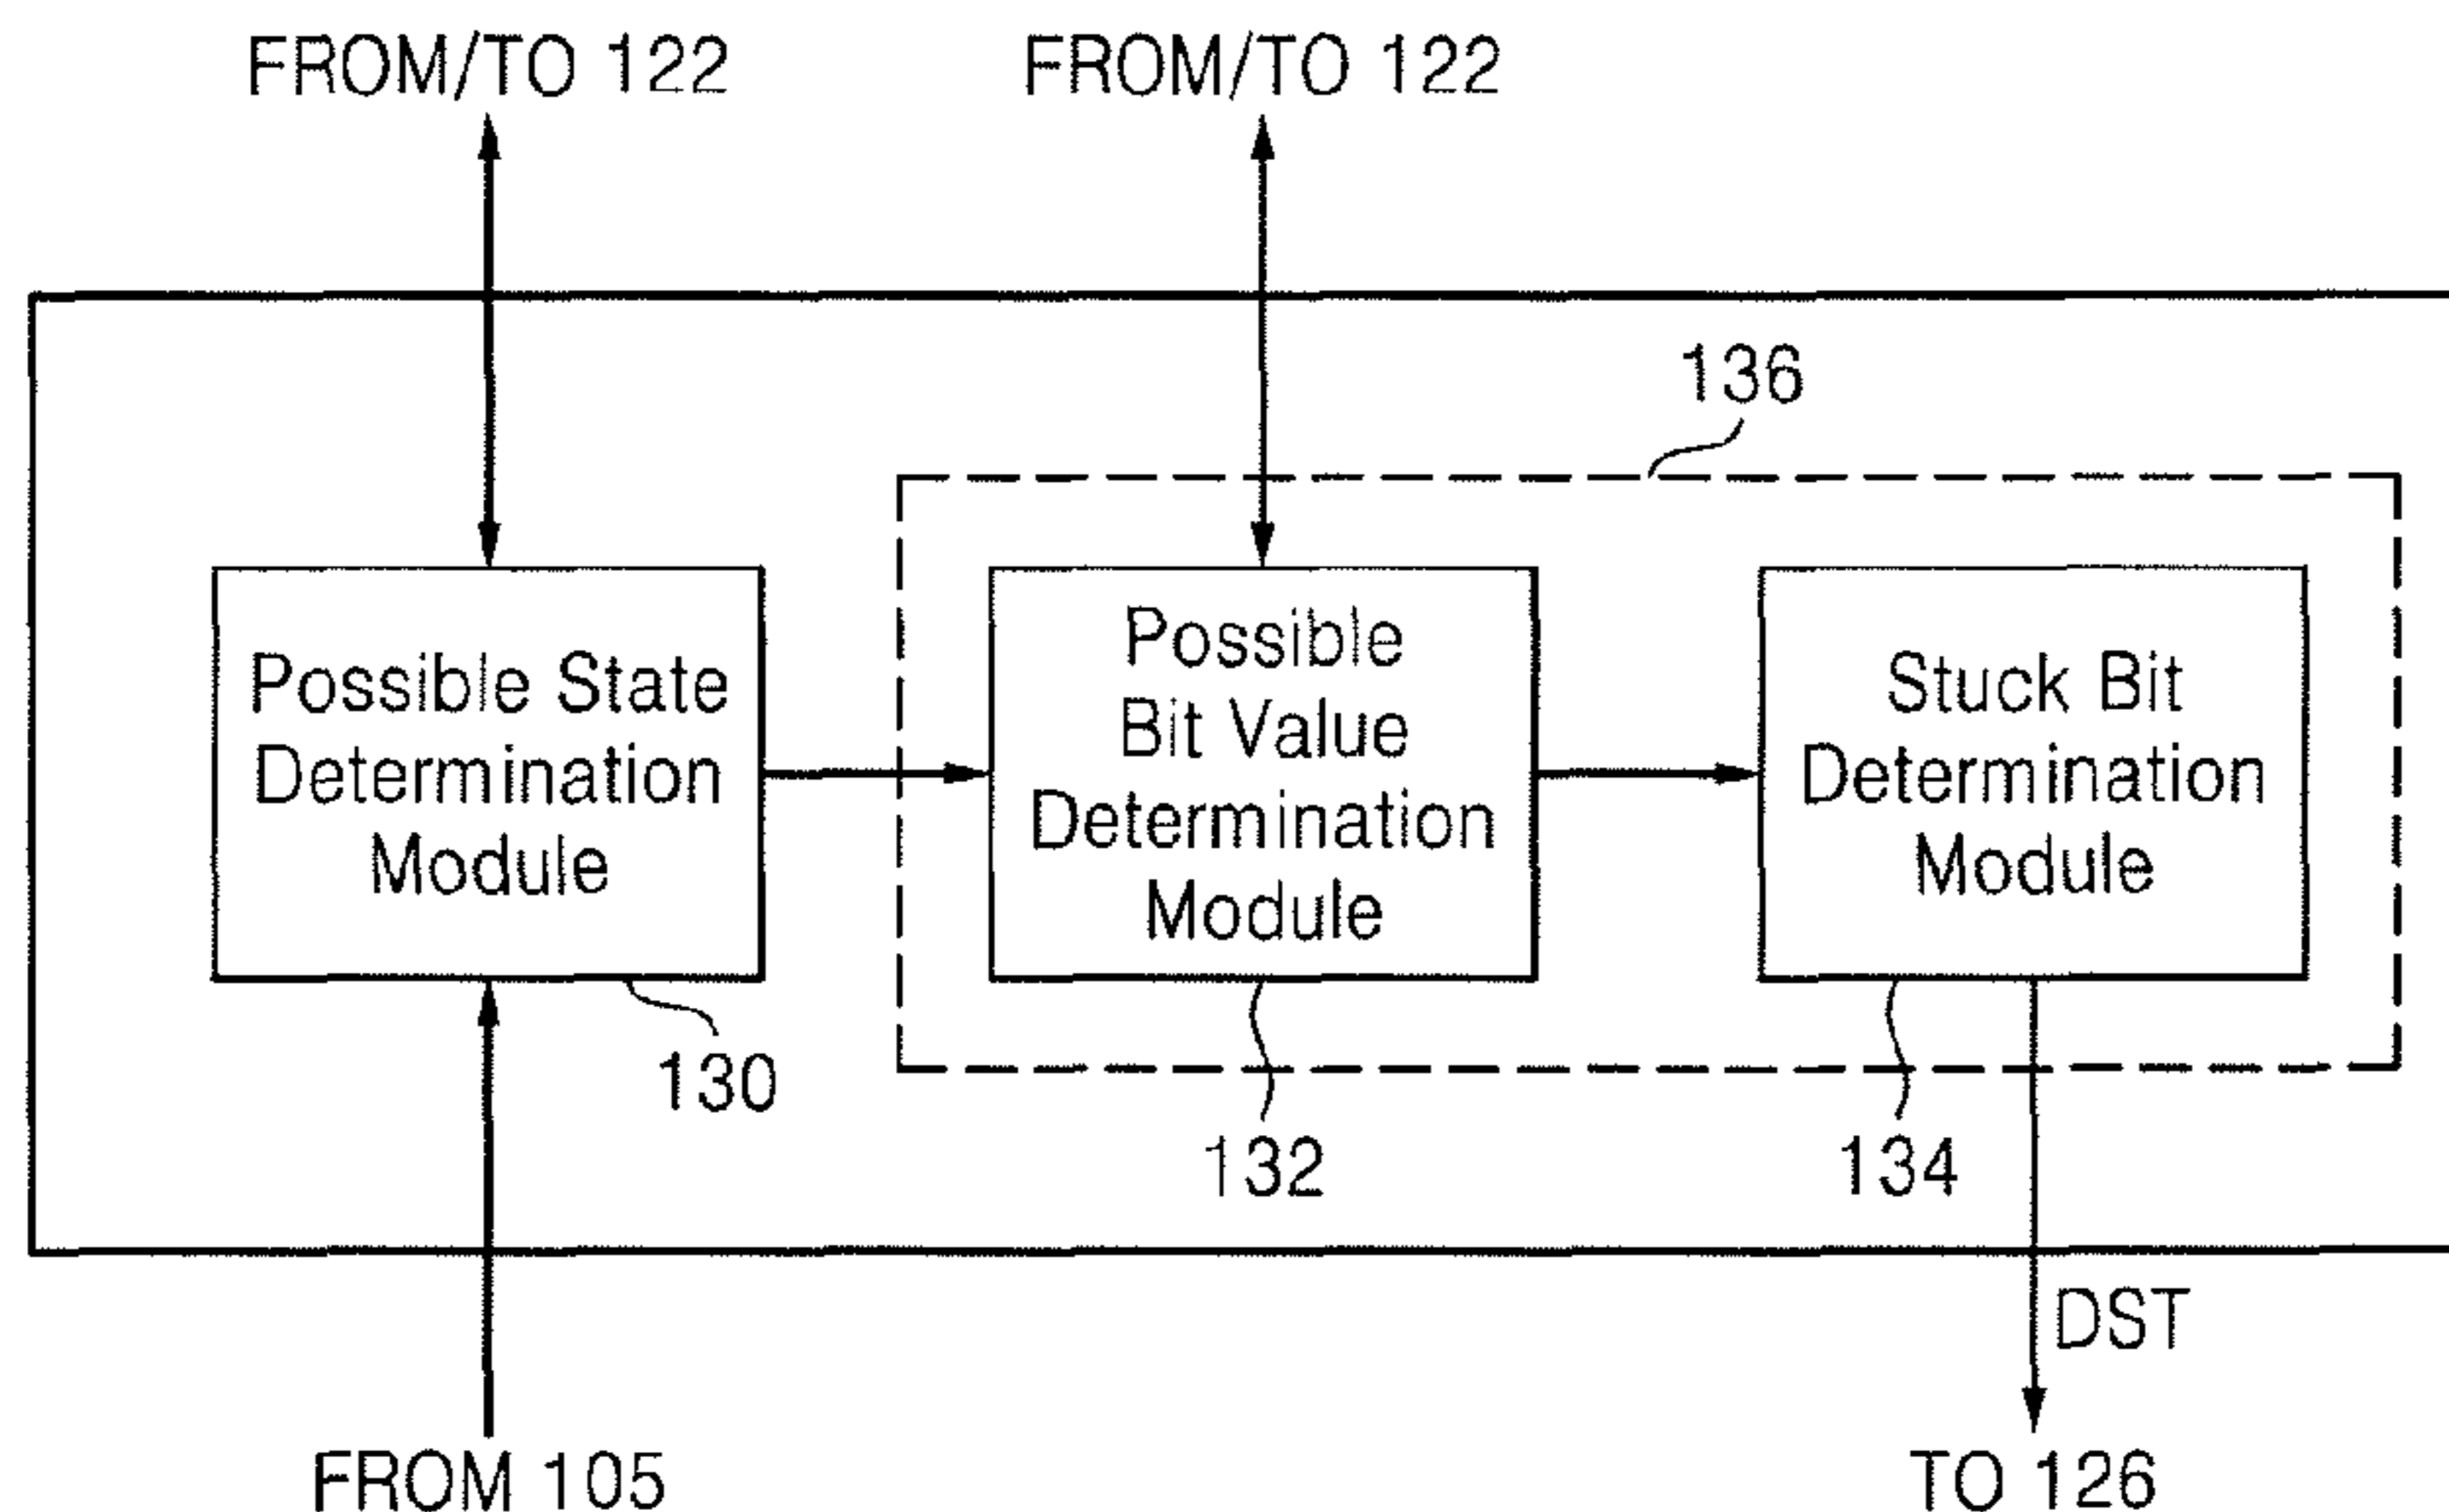 FROM/TO 122
FROM/TO 122
136
Possible State
Determination
Module
Possible
Bit Value
Determination
Module
Stuck Bit
Determination
Module
130
132
134
DST
FROM 105
TO 126